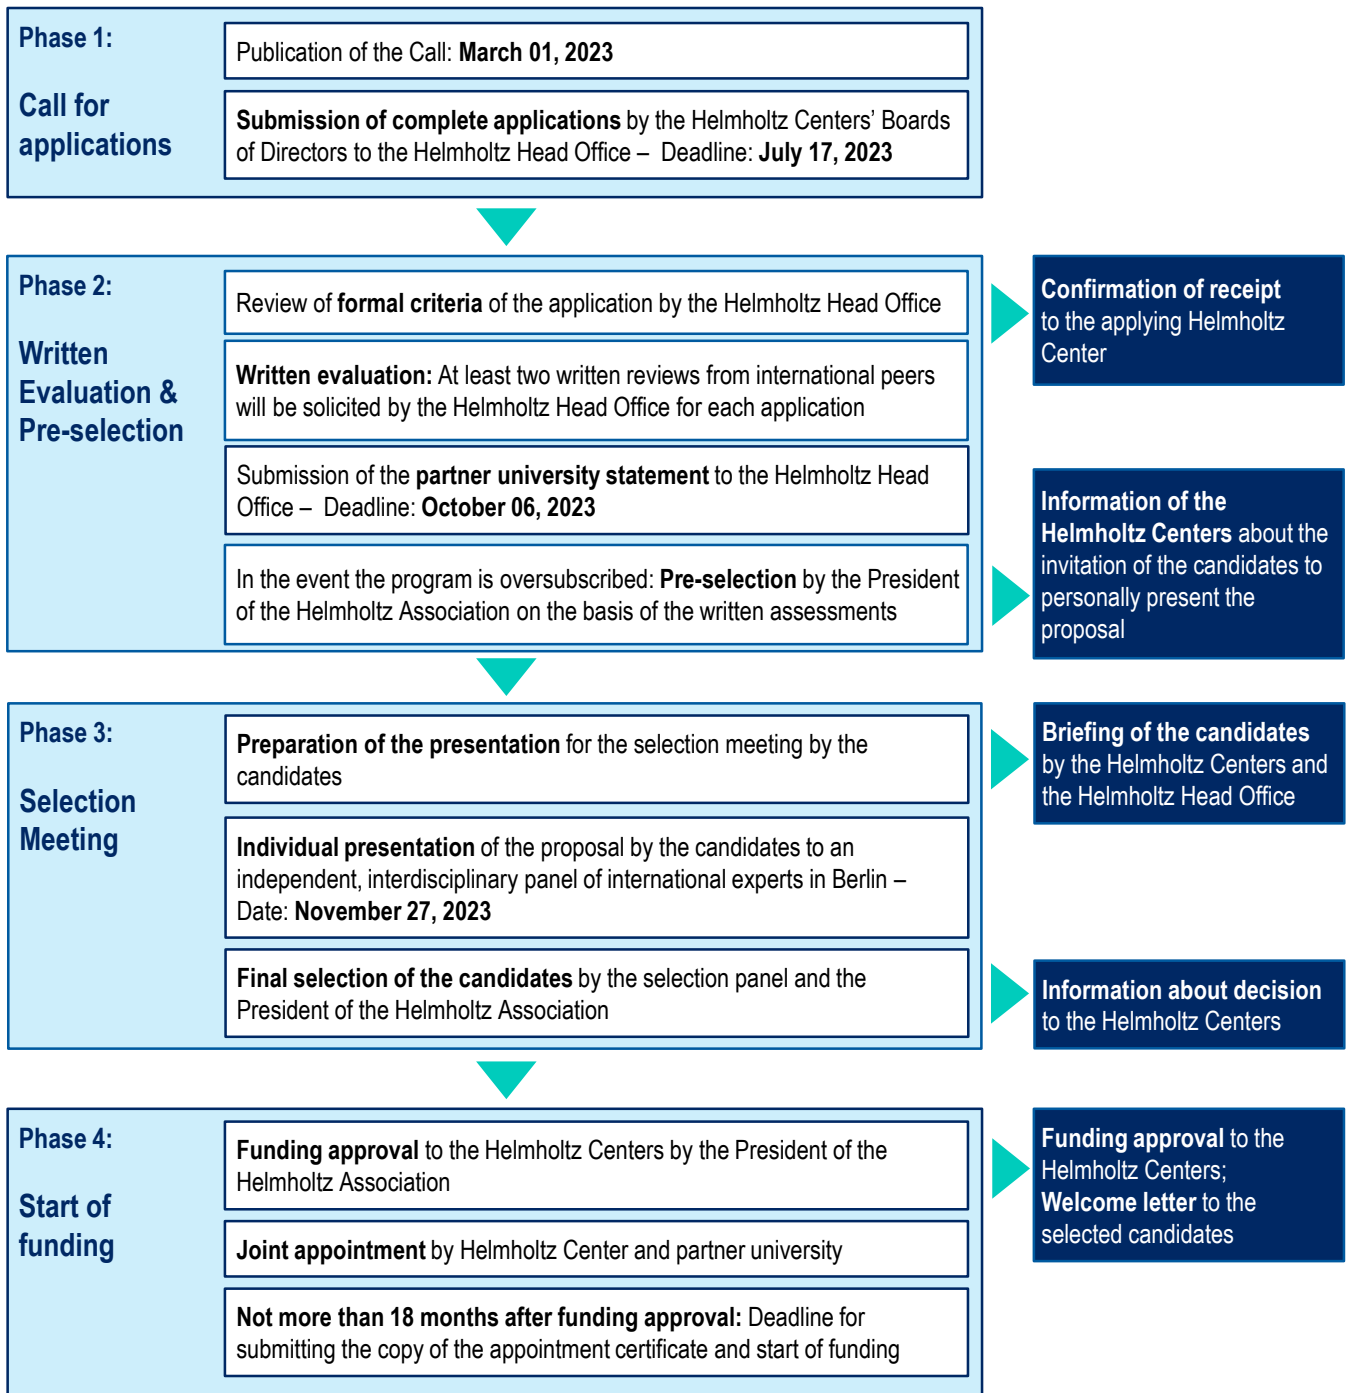 Phase 1:
Call for
applications
Publication of the Call: March 01, 2023
Submission of complete applications by the Helmholtz Centers’ Boards
of Directors to the Helmholtz Head Office – Deadline: July 17, 2023
Phase 2:
Written
Evaluation &
Pre-selection
Review of formal criteria of the application by the Helmholtz Head Office
Confirmation of receipt
to the applying Helmholtz
Center
Written evaluation: At least two written reviews from international peers
will be solicited by the Helmholtz Head Office for each application
Submission of the partner university statement to the Helmholtz Head
Office – Deadline: October 06, 2023
In the event the program is oversubscribed: Pre-selection by the President
of the Helmholtz Association on the basis of the written assessments
Information of the
Helmholtz Centers about the
invitation of the candidates to
personally present the
proposal
Phase 3:
Selection
Meeting
Preparation of the presentation for the selection meeting by the
candidates
Briefing of the candidates
by the Helmholtz Centers and
the Helmholtz Head Office
Individual presentation of the proposal by the candidates to an
independent, interdisciplinary panel of international experts in Berlin –
Date: November 27, 2023
Final selection of the candidates by the selection panel and the
President of the Helmholtz Association
Information about decision
to the Helmholtz Centers
Phase 4:
Start of
funding
Funding approval to the Helmholtz Centers by the President of the
Helmholtz Association
Funding approval to the
Helmholtz Centers;
Welcome letter to the
selected candidates
Joint appointment by Helmholtz Center and partner university
Not more than 18 months after funding approval: Deadline for
submitting the copy of the appointment certificate and start of funding